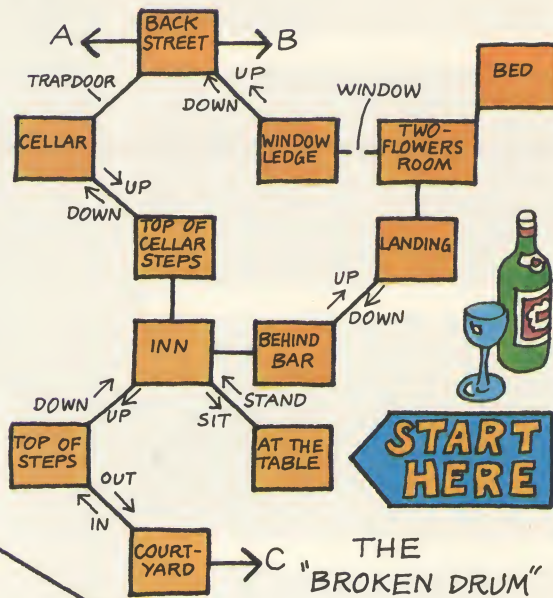 A
BACK
STREET
B
TRAPDOOR
DOWN
UP
WINDOW
BED
CELLAR
WINDOW
LEDGE
TWO-
FLOWERS
ROOM
UP
DOWN
TOP OF
CELLAR
STEPS
LANDING
UP
DOWN
INN
BEHIND
BAR
DOWN
UP
STAND
SIT
TOP OF
STEPS
AT THE
TABLE
START
HERE
OUT
IN
COURT-
YARD
C
THE
"BROKEN DRUM"